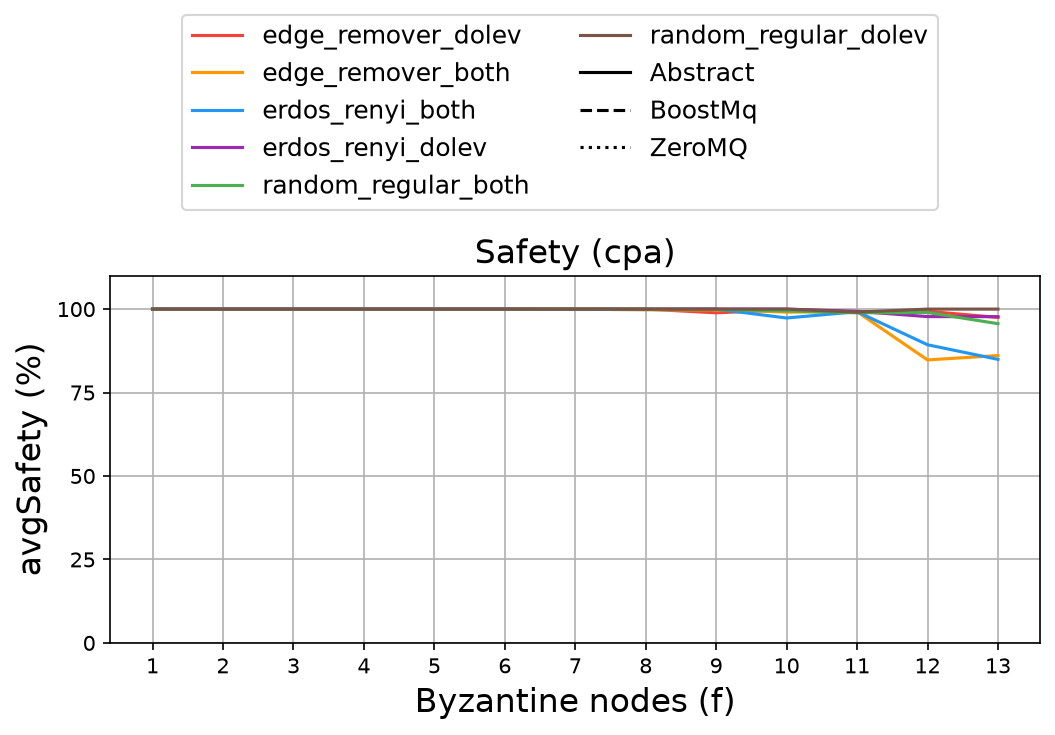 edge_remover_dolev
edge_remover_both
erdos_renyi_both
erdos_renyi_dolev
random_regular_both
random_regular_dolev
Abstract
BoostMq
ZeroMQ
Safety (cpa)
avgSafety (%)
100
75
50
25
0
1 2 3 4 5 6 7 8 9 10 11 12 13
Byzantine nodes (f)